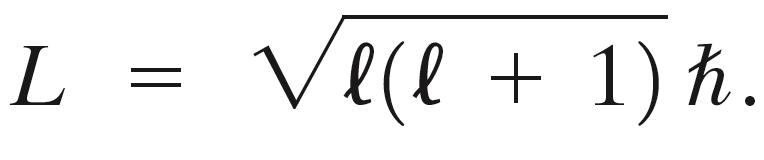 L = √ℓ(ℓ + 1) ℏ.